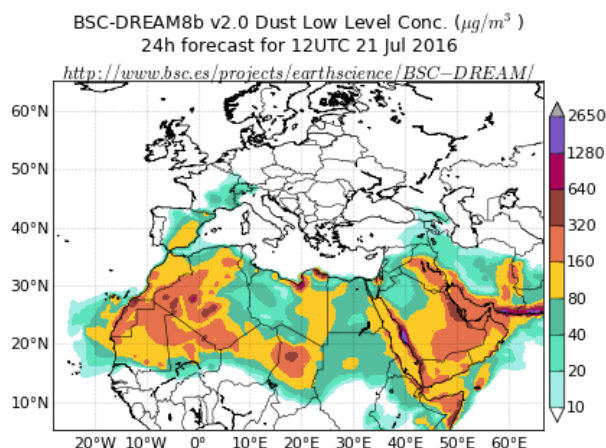 BSC-DREAM8b v2.0 Dust Low Level Conc. (μg/m³ )
24h forecast for 12UTC 21 Jul 2016
http://www.bsc.es/projects/earthscience/BSC−DREAM/
60°N
50°N
40°N
30°N
20°N
10°N
20°W 10°W 0° 10°E 20°E 30°E 40°E 50°E 60°E
2650
1280
640
320
160
80
40
20
10